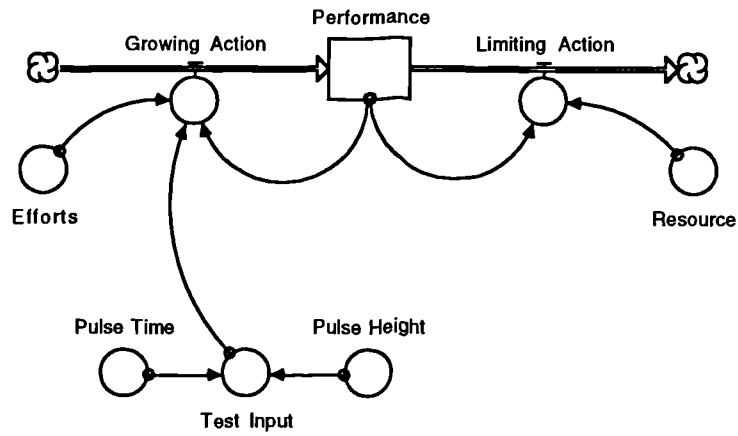 Performance
Growing Action
Limiting Action
Efforts
Resource
Pulse Time
Pulse Height
Test Input